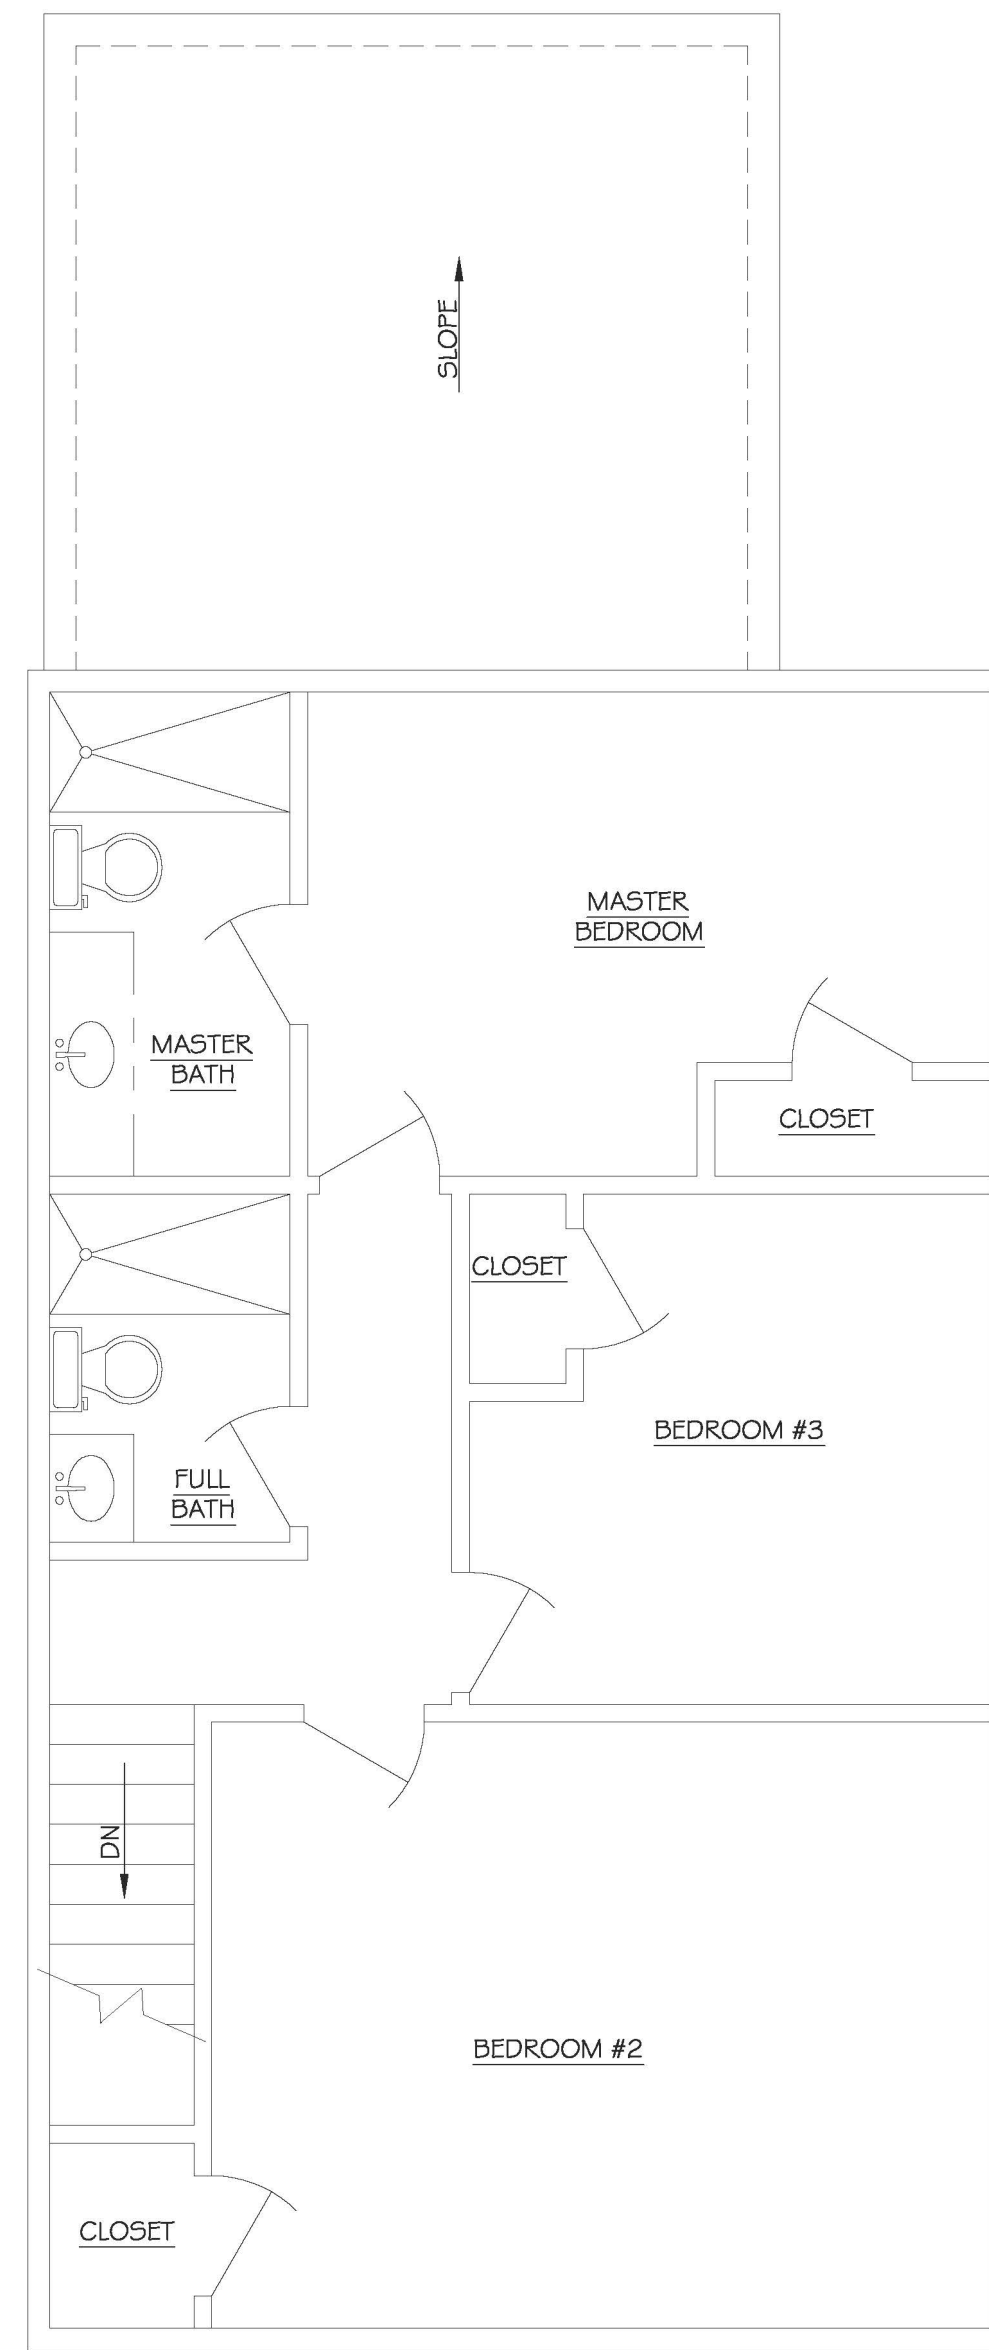 SLOPE
MASTER
BEDROOM
MASTER
BATH
CLOSET
CLOSET
BEDROOM #3
FULL
BATH
DN
BEDROOM #2
CLOSET